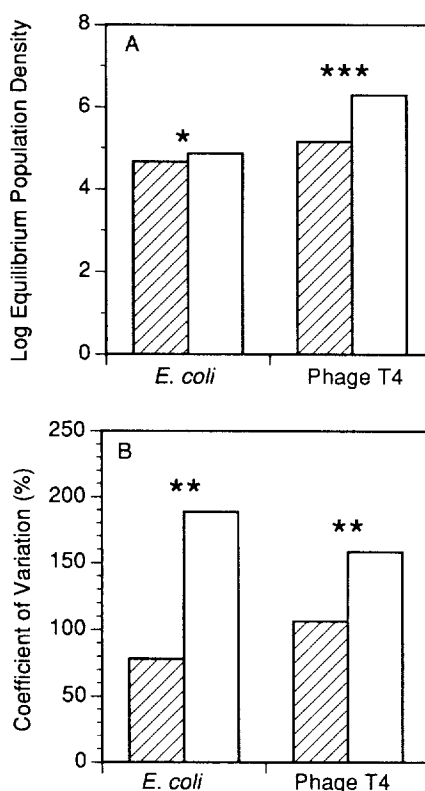 A
Log Equilibrium Population Density
8
6
4
2
0
*
***
E. coli
Phage T4
B
Coefficient of Variation (%)
250
200
150
100
50
0
**
**
E. coli
Phage T4